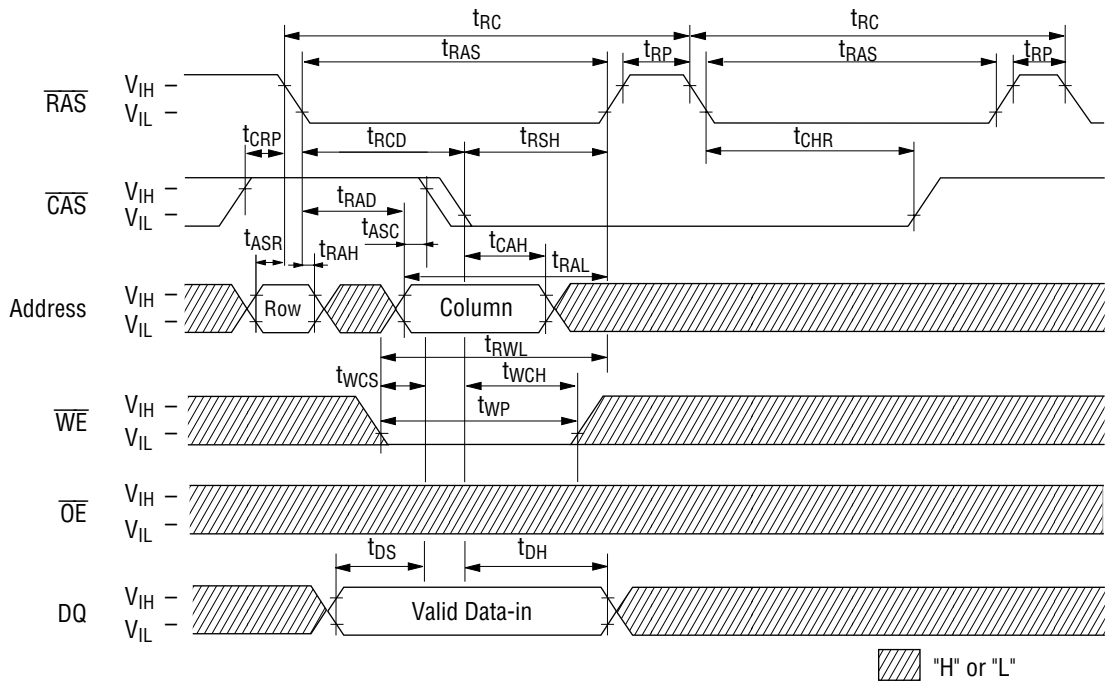 tRC tRC
tRAS tRP tRAS tRP
RAS VIH
VIL
tCRP tRCD tRSH tCHR
CAS VIH
VIL
tRAD
tASC
tASR tRAH tCAH
tRAL
Address VIH
VIL
Row Column
tRWL
tWCS tWCH
tWP
WE VIH
VIL
OE VIH
VIL
tDS tDH
DQ VIH
VIL
Valid Data-in
"H" or "L"